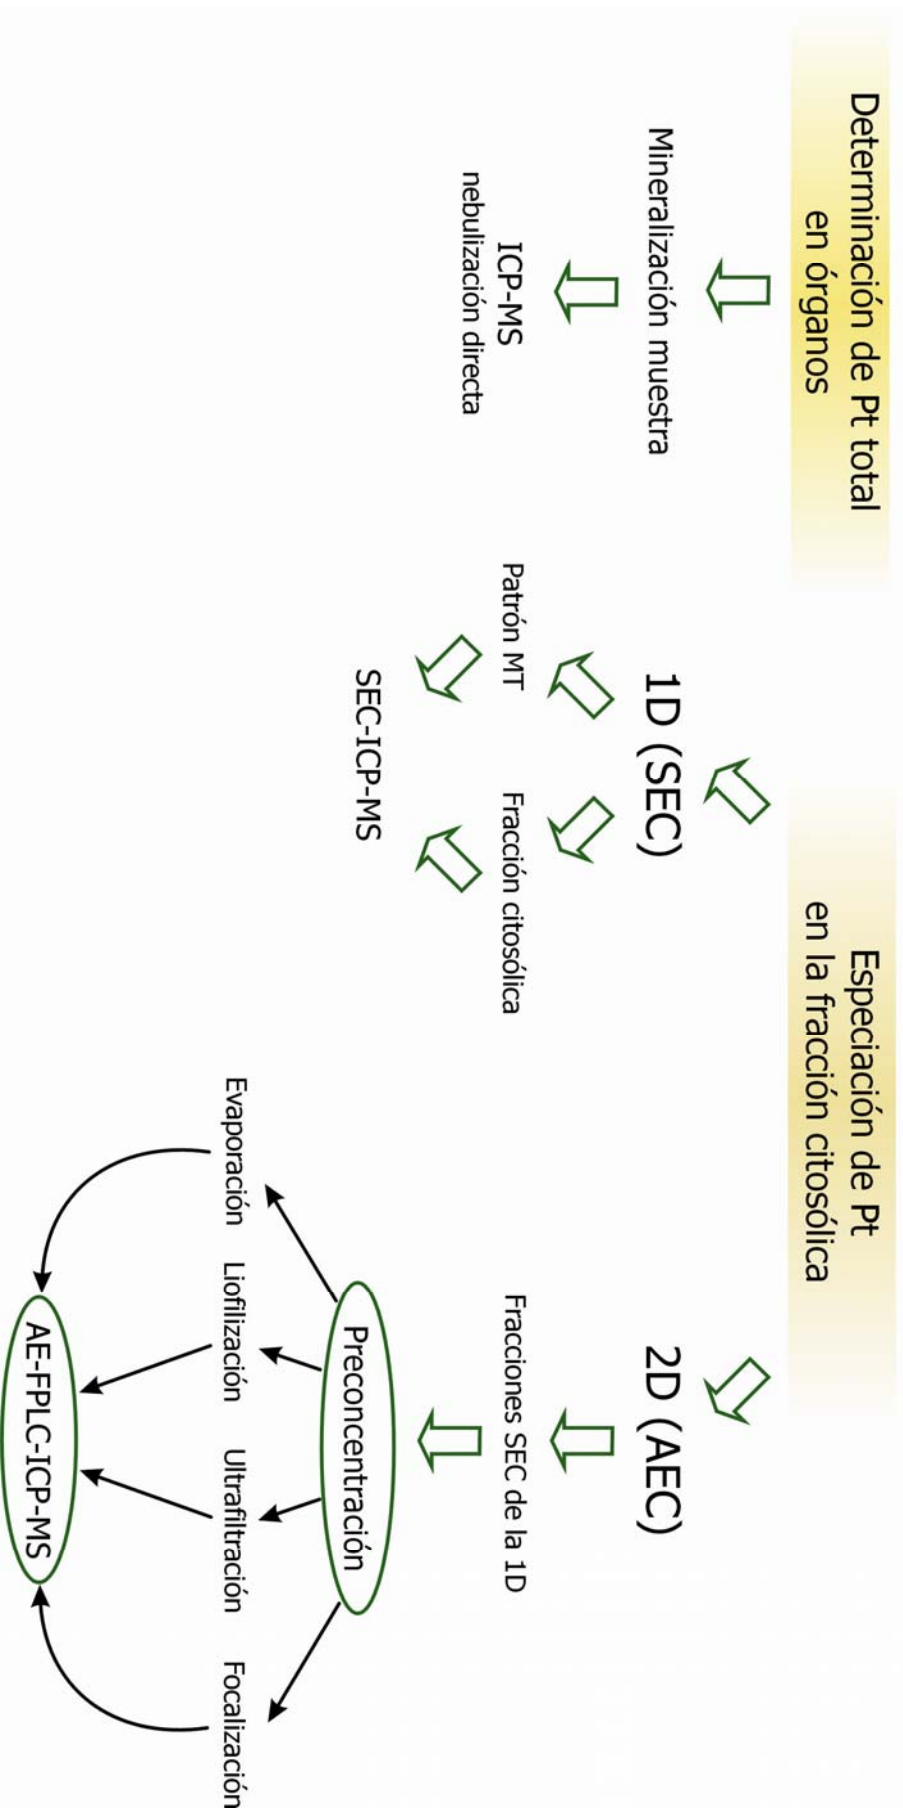 Determinación de Pt total
en órganos
Mineralización muestra
ICP-MS
nebulización directa
Especiación de Pt
en la fracción citosólica
1D (SEC)
Patrón MT
Fracción citosólica
SEC-ICP-MS
2D (AEC)
Fracciones SEC de la 1D
Preconcentración
Evaporación
Liofilización
Ultrafiltración
Focalización
AE-FPLC-ICP-MS